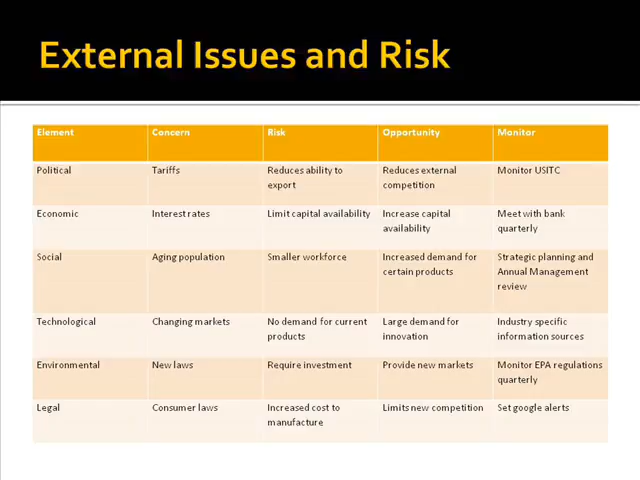 External Issues and Risk
Element Concern Risk Opportunity Monitor
Political Tariffs Reduces ability to export Reduces external competition Monitor USITC
Economic Interest rates Limit capital availability Increase capital availability Meet with bank quarterly
Social Aging population Smaller workforce Increased demand for certain products Strategic planning and Annual Management review
Technological Changing markets No demand for current products Large demand for innovation Industry specific information sources
Environmental New laws Require investment Provide new markets Monitor EPA regulations quarterly
Legal Consumer laws Increased cost to manufacture Limits new competition Set google alerts